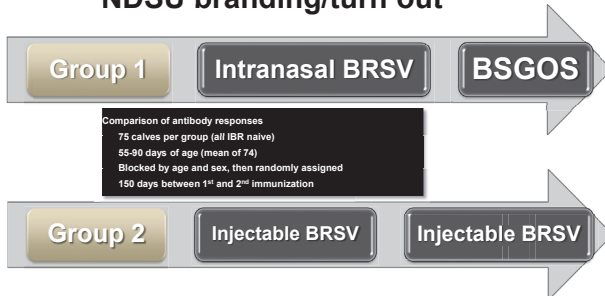 NDSU branding/turn out
Group 1 Intranasal BRSV BSGOS
Comparison of antibody responses
75 calves per group (all IBR naive)
55-90 days of age (mean of 74)
Blocked by age and sex, then randomly assigned
150 days between 1st and 2nd immunization
Group 2 Injectable BRSV Injectable BRSV